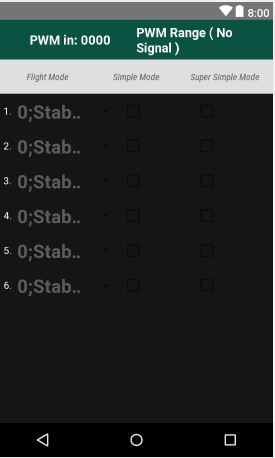 8:00
PWM in: 0000
PWM Range ( No
Signal )
Flight Mode Simple Mode Super Simple Mode
1. 0;Stab..
2. 0;Stab..
3. 0;Stab..
4. 0;Stab..
5. 0;Stab..
6. 0;Stab..